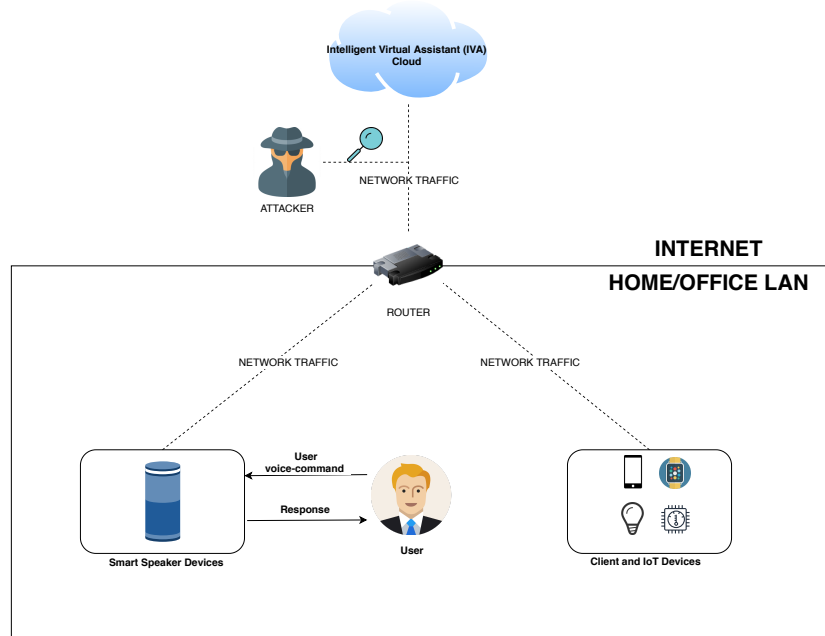 Intelligent Virtual Assistant (IVA)
Cloud
NETWORK TRAFFIC
ATTACKER
INTERNET
HOME/OFFICE LAN
ROUTER
NETWORK TRAFFIC
NETWORK TRAFFIC
User
voice-command
Response
User
Smart Speaker Devices
Client and IoT Devices